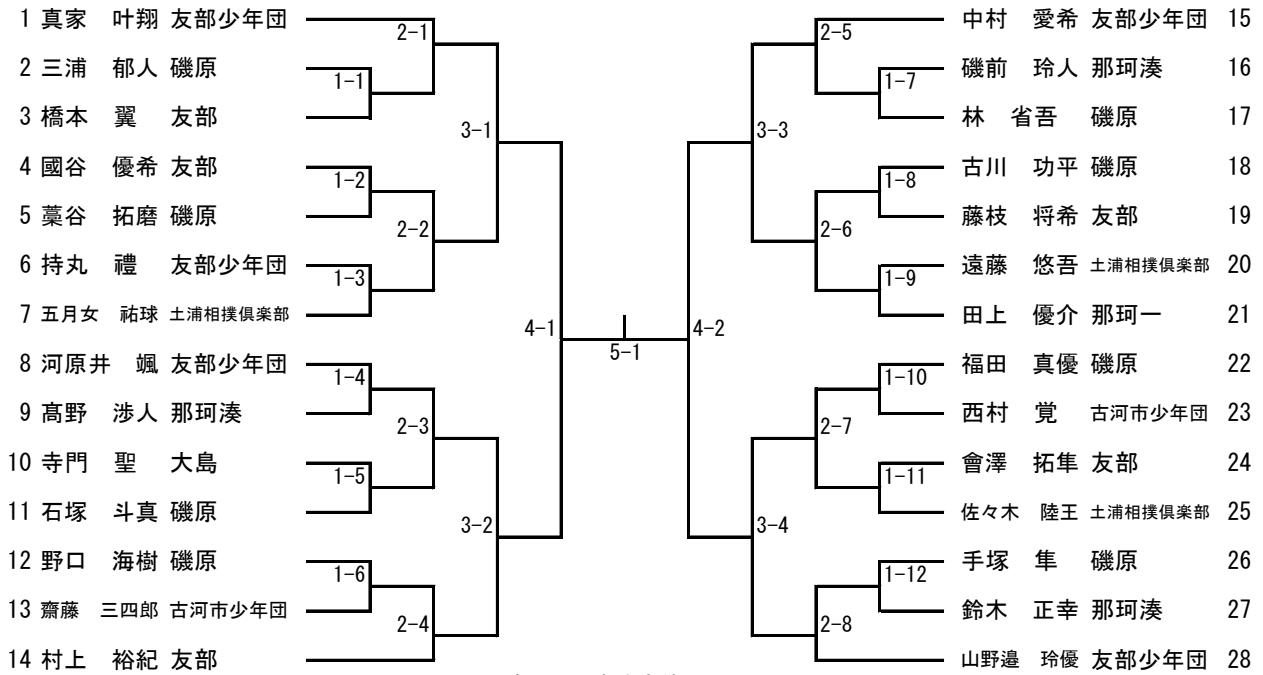 1 真家　叶翔 友部少年団
2 三浦　郁人 磯原
3 橋本　翼　友部
4 國谷　優希 友部
5 藁谷　拓磨 磯原
6 持丸　禮　友部少年団
7 五月女　祐球 土浦相撲倶楽部
8 河原井　颯 友部少年団
9 髙野　渉人 那珂湊
10 寺門　聖　大島
11 石塚　斗真 磯原
12 野口　海樹 磯原
13 齋藤　三四郎 古河市少年団
14 村上　裕紀 友部
1-1
1-2
1-3
1-4
1-5
1-6
2-1
2-2
2-3
2-4
3-1
3-2
4-1
5-1
4-2
3-3
3-4
2-5
2-6
2-7
2-8
1-7
1-8
1-9
1-10
1-11
1-12
中村　愛希 友部少年団 15
磯前　玲人 那珂湊 16
林　省吾　磯原 17
古川　功平 磯原 18
藤枝　将希 友部 19
遠藤　悠吾 土浦相撲倶楽部 20
田上　優介 那珂一 21
福田　真優 磯原 22
西村　覚　古河市少年団 23
會澤　拓隼 友部 24
佐々木　陸王 土浦相撲倶楽部 25
手塚　隼　磯原 26
鈴木　正幸 那珂湊 27
山野邉　玲優 友部少年団 28